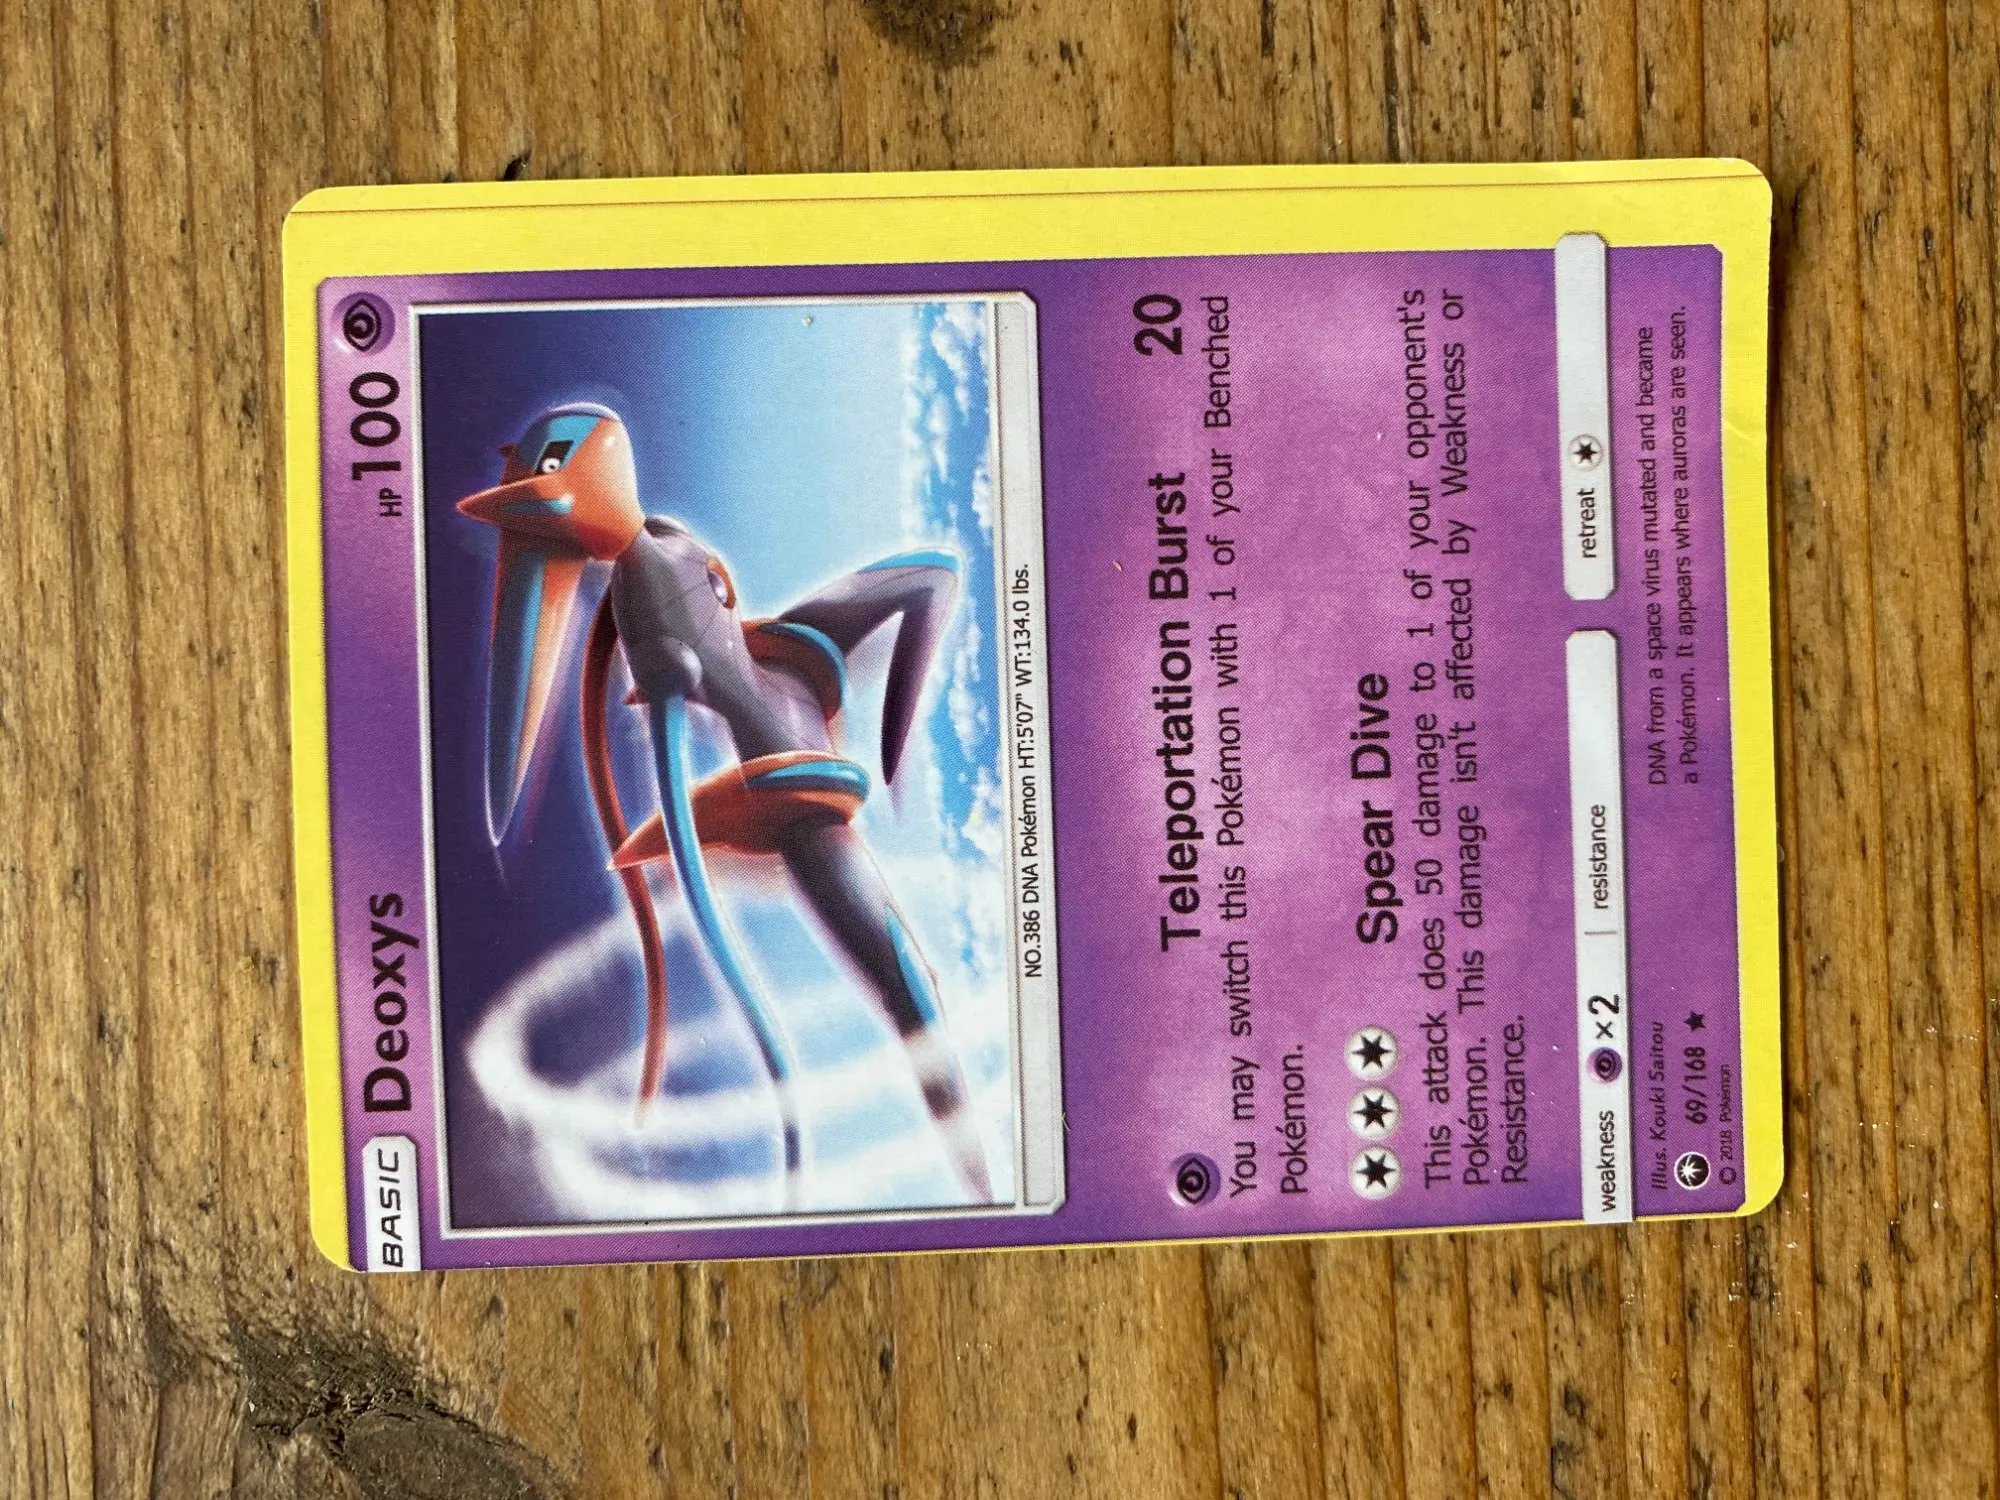 BASIC Deoxys HP 100
NO.386 DNA Pokémon HT:5'07" WT:134.0 lbs.
Teleportation Burst 20
You may switch this Pokémon with 1 of your Benched
Pokémon.
Spear Dive
This attack does 50 damage to 1 of your opponent's
Pokémon. This damage isn't affected by Weakness or
Resistance.
weakness ×2 resistance retreat
Illus. Kouki Saitou
69/168 ★
© 2018 Pokémon
DNA from a space virus mutated and became
a Pokémon. It appears where auroras are seen.